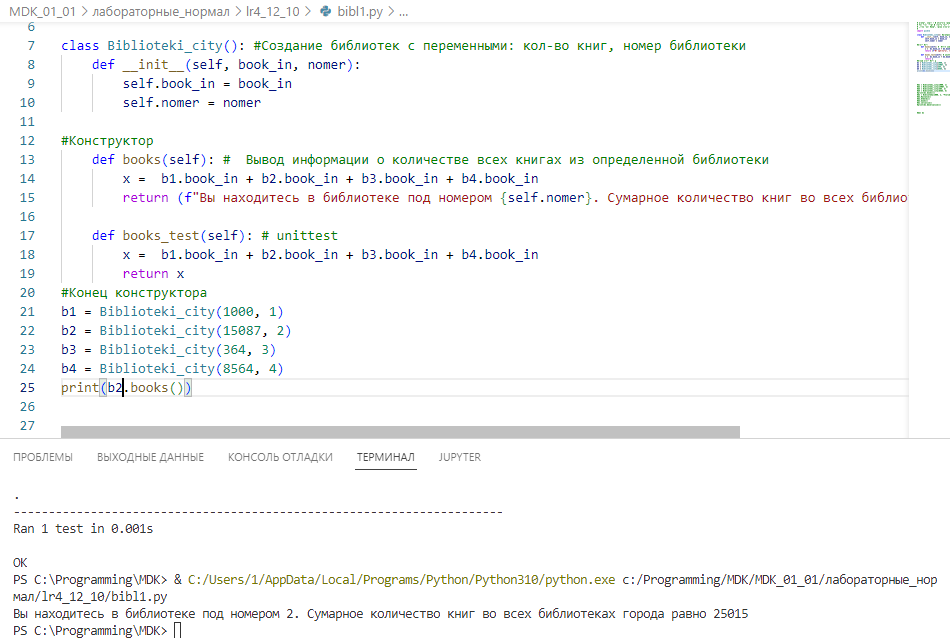 MDK_01_01 > лабораторные_нормал > lr4_12_10 > bibl1.py > ...
6
7 class Biblioteki_city(): #Создание библиотек с переменными: кол-во книг, номер библиотеки
8 def __init__(self, book_in, nomer):
9 self.book_in = book_in
10 self.nomer = nomer
11
12 #Конструктор
13 def books(self): #  Вывод информации о количестве всех книгах из определенной библиотеки
14 x =  b1.book_in + b2.book_in + b3.book_in + b4.book_in
15 return (f"Вы находитесь в библиотеке под номером {self.nomer}. Сумарное количество книг во всех библио
16
17 def books_test(self): # unittest
18 x =  b1.book_in + b2.book_in + b3.book_in + b4.book_in
19 return x
20 #Конец конструктора
21 b1 = Biblioteki_city(1000, 1)
22 b2 = Biblioteki_city(15087, 2)
23 b3 = Biblioteki_city(364, 3)
24 b4 = Biblioteki_city(8564, 4)
25 print(b2.books())
26
27
ПРОБЛЕМЫ ВЫХОДНЫЕ ДАННЫЕ КОНСОЛЬ ОТЛАДКИ ТЕРМИНАЛ JUPYTER
.
----------------------------------------------------------------------
Ran 1 test in 0.001s
OK
PS C:\Programming\MDK> & C:/Users/1/AppData/Local/Programs/Python/Python310/python.exe c:/Programming/MDK/MDK_01_01/лабораторные_нор
мал/lr4_12_10/bibl1.py
Вы находитесь в библиотеке под номером 2. Сумарное количество книг во всех библиотеках города равно 25015
PS C:\Programming\MDK>